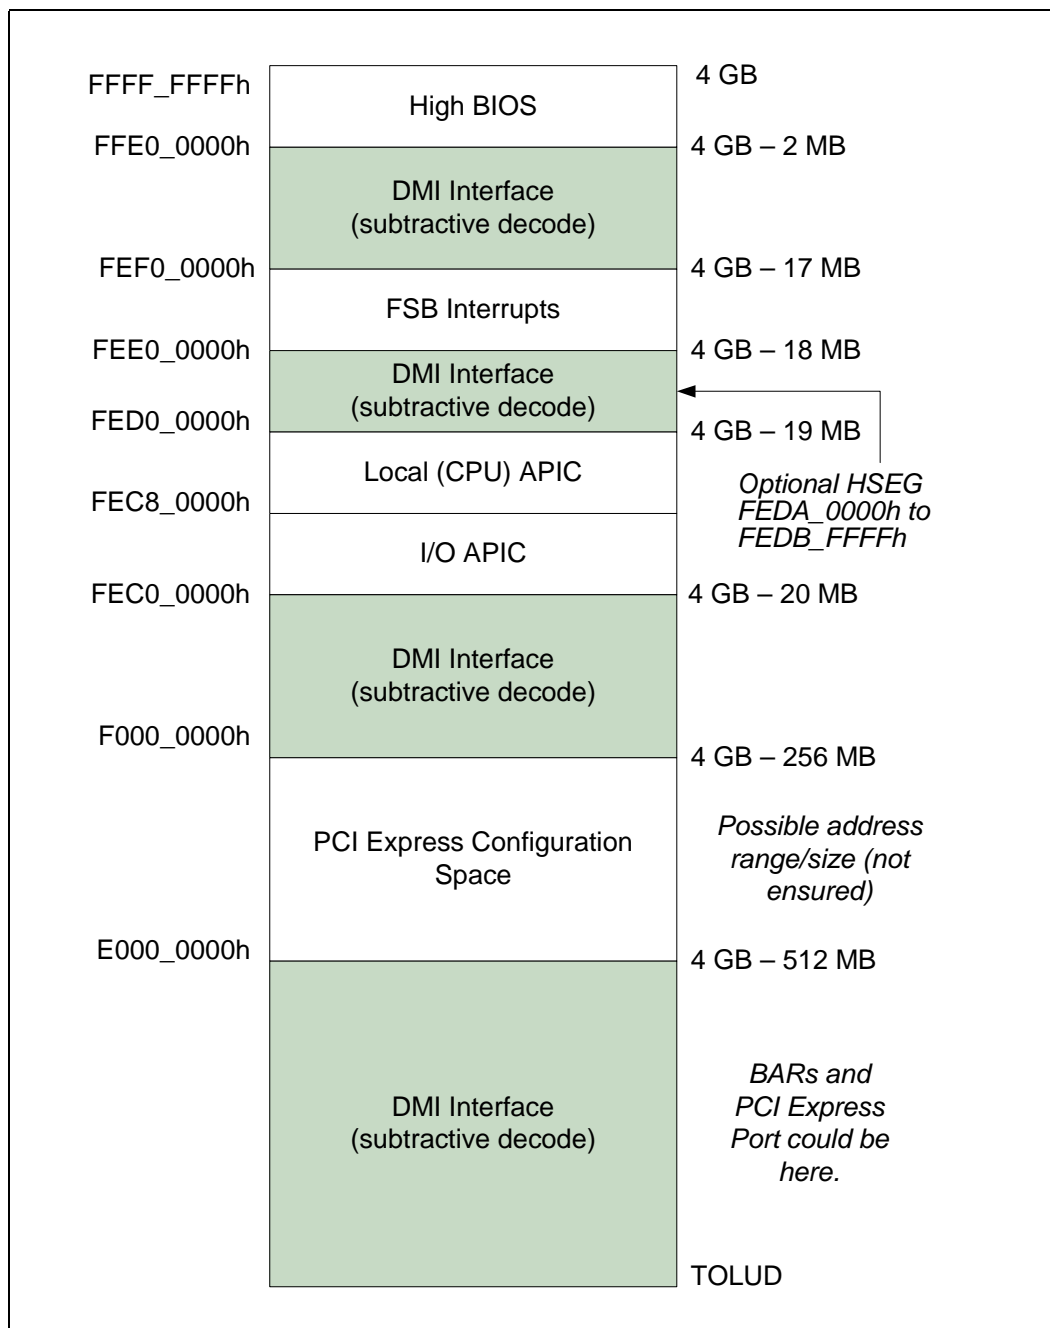 FFFF_FFFFh
4 GB
High BIOS
FFE0_0000h
4 GB – 2 MB
DMI Interface
(subtractive decode)
FEF0_0000h
4 GB – 17 MB
FSB Interrupts
FEE0_0000h
4 GB – 18 MB
DMI Interface
(subtractive decode)
FED0_0000h
4 GB – 19 MB
Local (CPU) APIC
Optional HSEG
FEDA_0000h to
FEDB_FFFFh
FEC8_0000h
I/O APIC
FEC0_0000h
4 GB – 20 MB
DMI Interface
(subtractive decode)
F000_0000h
4 GB – 256 MB
PCI Express Configuration
Space
Possible address
range/size (not
ensured)
E000_0000h
4 GB – 512 MB
DMI Interface
(subtractive decode)
BARs and
PCI Express
Port could be
here.
TOLUD